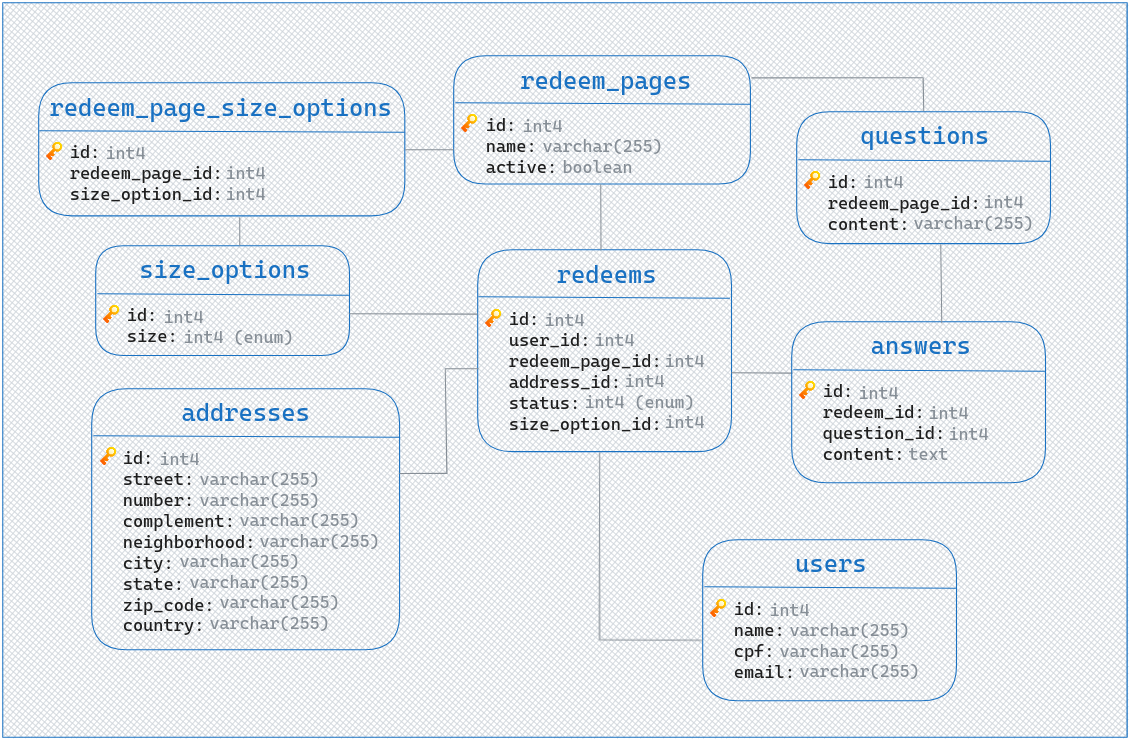 redeem_page_size_options
id: int4
redeem_page_id: int4
size_option_id: int4
redeem_pages
id: int4
name: varchar(255)
active: boolean
questions
id: int4
redeem_page_id: int4
content: varchar(255)
size_options
id: int4
size: int4 (enum)
redeems
id: int4
user_id: int4
redeem_page_id: int4
address_id: int4
status: int4 (enum)
size_option_id: int4
answers
id: int4
redeem_id: int4
question_id: int4
content: text
addresses
id: int4
street: varchar(255)
number: varchar(255)
complement: varchar(255)
neighborhood: varchar(255)
city: varchar(255)
state: varchar(255)
zip_code: varchar(255)
country: varchar(255)
users
id: int4
name: varchar(255)
cpf: varchar(255)
email: varchar(255)